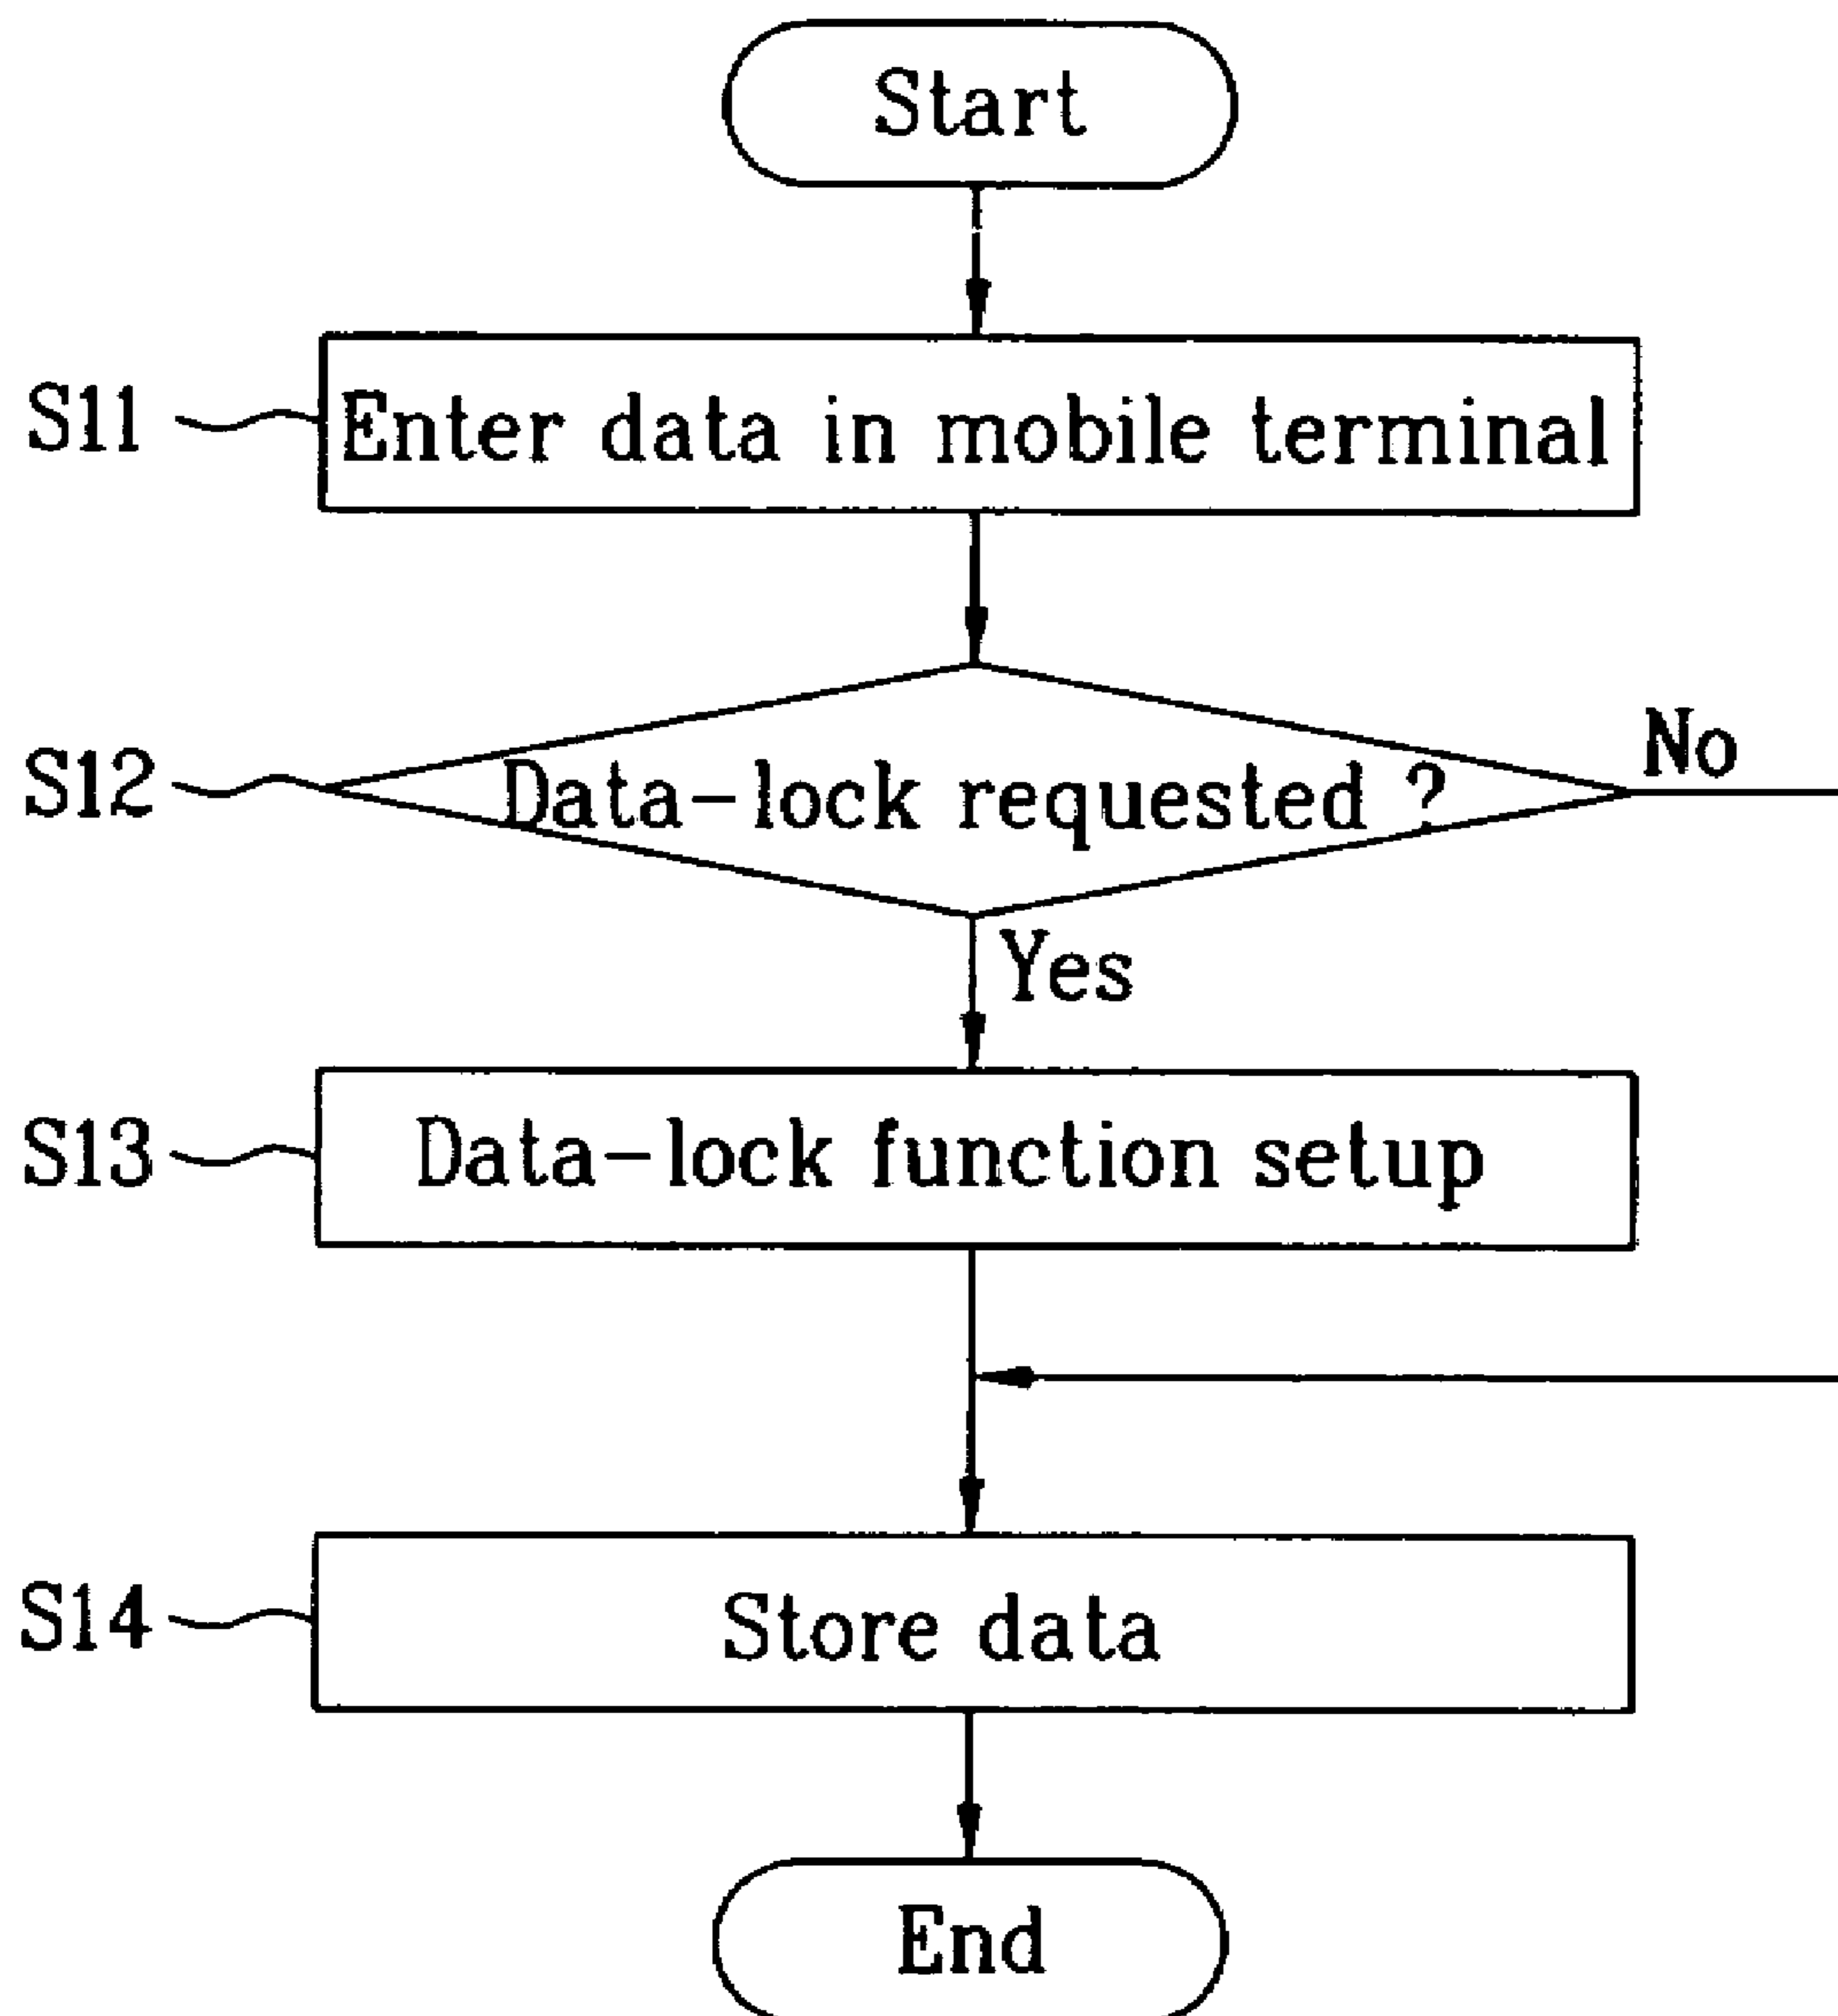 Start
S11
Enter data in mobile terminal
S12
Data-lock requested ?
No
Yes
S13
Data-lock function setup
S14
Store data
End